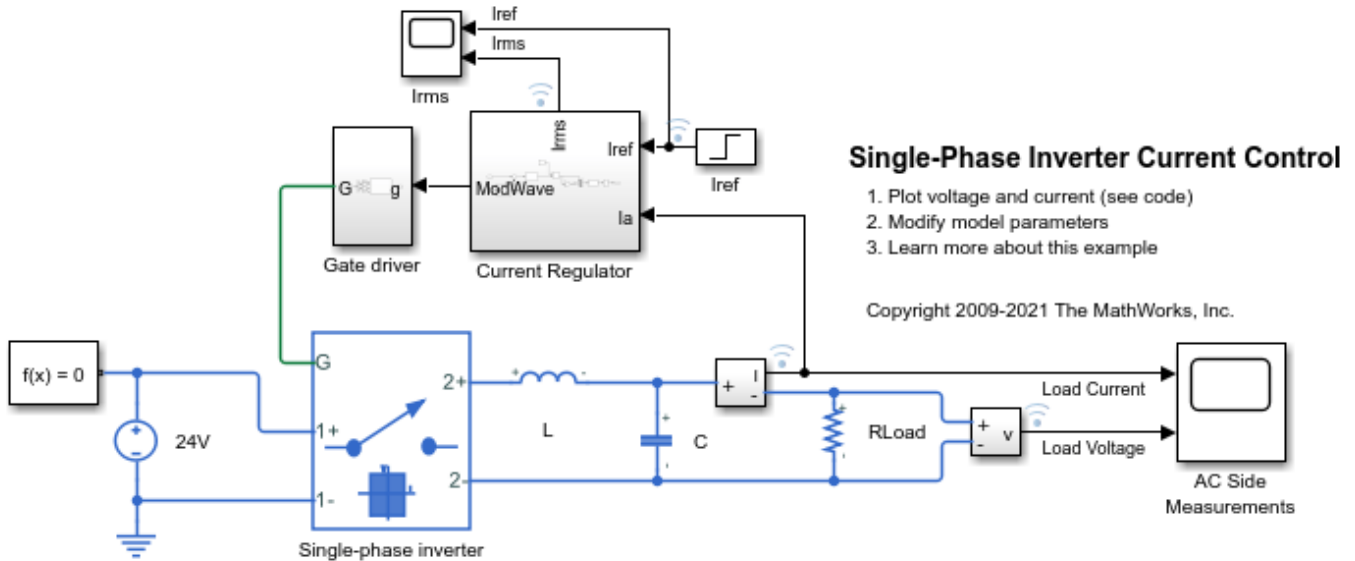 Iref
Irms
Irms
Irms
Iref
Iref
ModWave
G
g
Ia
Gate driver
Current Regulator
Single-Phase Inverter Current Control
1. Plot voltage and current (see code)
2. Modify model parameters
3. Learn more about this example
Copyright 2009-2021 The MathWorks, Inc.
f(x) = 0
G
2+
+
-
+
I
-
Load Current
1+
+
-
24V
L
+
-
C
+
-
RLoad
+
-
v
Load Voltage
1-
2-
AC Side
Measurements
Single-phase inverter